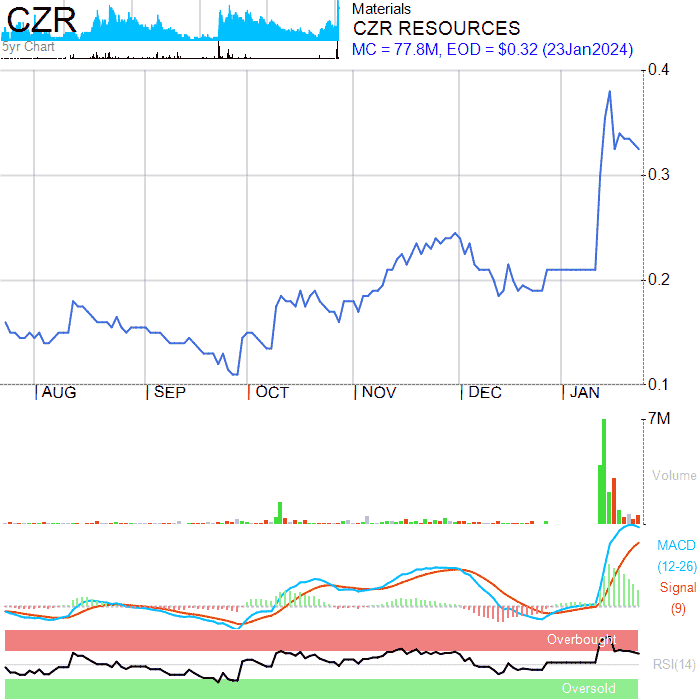 CZR
5yr Chart
Materials
CZR RESOURCES
MC = 77.8M, EOD = $0.32 (23Jan2024)
0.4
0.3
0.2
0.1
AUG SEP OCT NOV DEC JAN
7M
Volume
MACD
(12-26)
Signal
(9)
Overbought
RSI(14)
Oversold